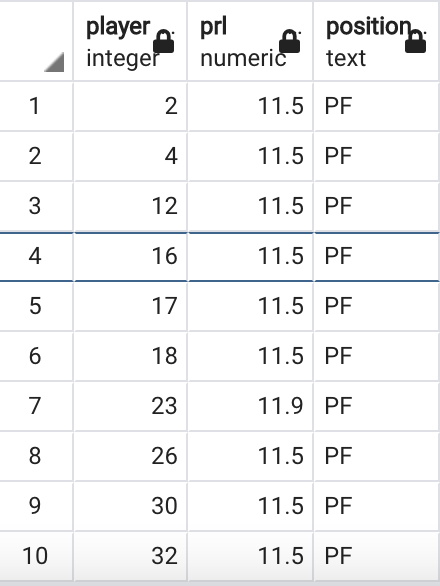 player prl position
integer numeric text
1 2 11.5 PF
2 4 11.5 PF
3 12 11.5 PF
4 16 11.5 PF
5 17 11.5 PF
6 18 11.5 PF
7 23 11.9 PF
8 26 11.5 PF
9 30 11.5 PF
10 32 11.5 PF